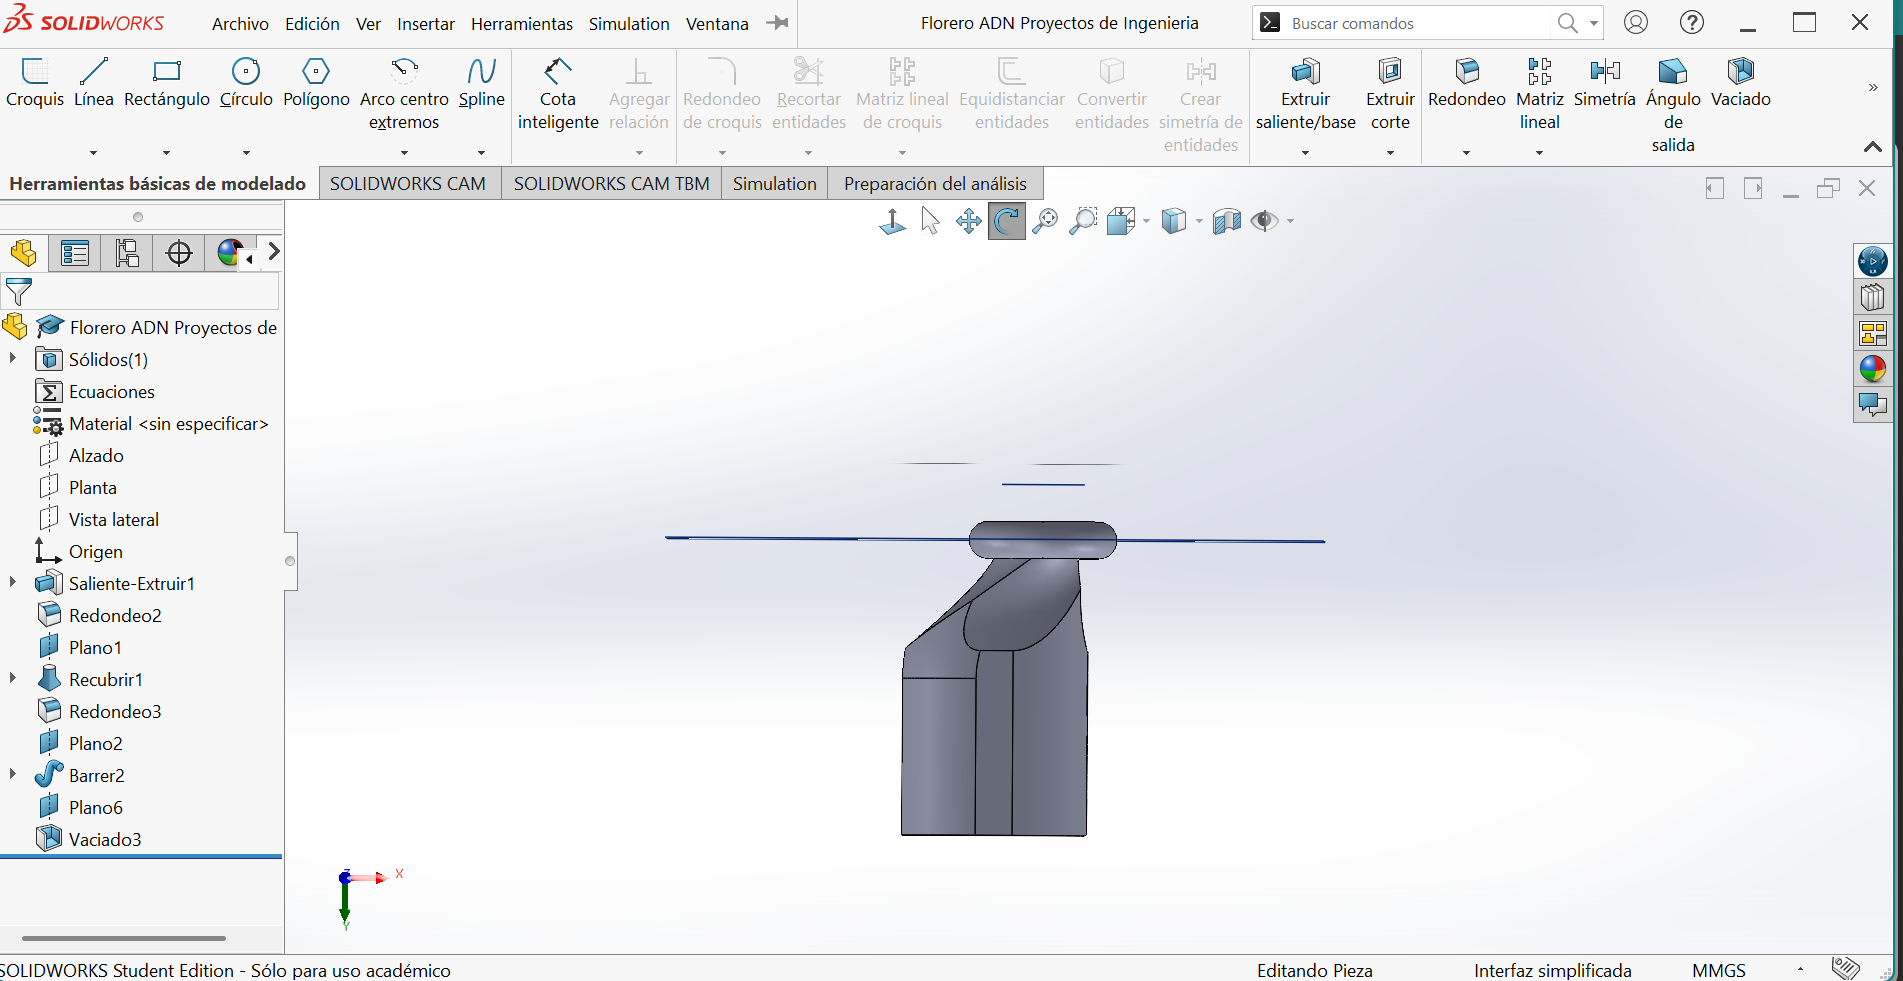 SOLIDWORKS
Archivo Edición Ver Insertar Herramientas Simulation Ventana
Florero ADN Proyectos de Ingenieria
Buscar comandos
Croquis Línea Rectángulo Círculo Polígono Arco centro extremos Spline
Cota inteligente
Agregar relación
Redondeo de croquis
Recortar entidades
Matriz lineal de croquis
Equidistanciar entidades
Convertir entidades
Crear simetría de entidades
Extruir saliente/base
Extruir corte
Redondeo
Matriz lineal
Simetría
Ángulo de salida
Vaciado
»
Herramientas básicas de modelado SOLIDWORKS CAM SOLIDWORKS CAM TBM Simulation Preparación del análisis
Florero ADN Proyectos de
Sólidos(1)
Ecuaciones
Material <sin especificar>
Alzado
Planta
Vista lateral
Origen
Saliente-Extruir1
Redondeo2
Plano1
Recubrir1
Redondeo3
Plano2
Barrer2
Plano6
Vaciado3
Z
X
Y
SOLIDWORKS Student Edition - Sólo para uso académico
Editando Pieza
Interfaz simplificada
MMGS